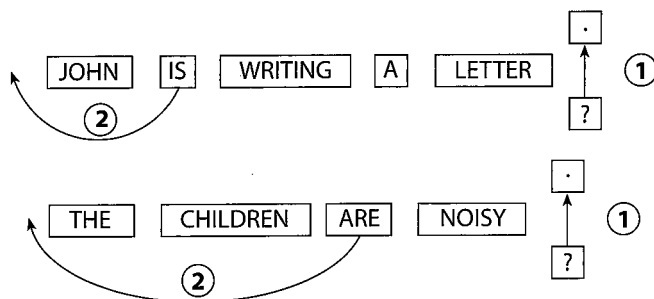 .
JOHN IS WRITING A LETTER 1
2 ?
.
THE CHILDREN ARE NOISY 1
?
2